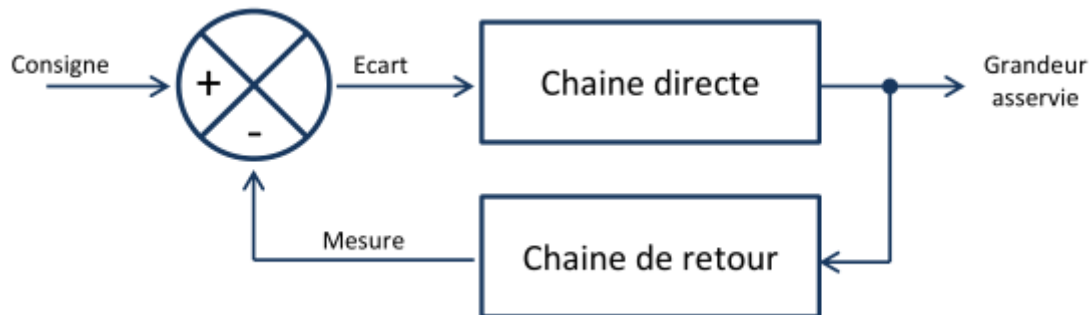 Consigne
+
-
Ecart
Chaine directe
Grandeur
asservie
Mesure
Chaine de retour